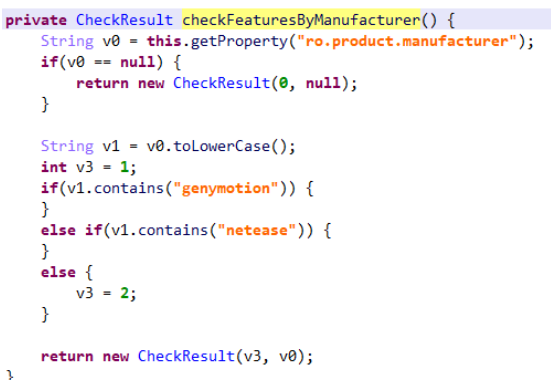 private CheckResult checkFeaturesByManufacturer() {
    String v0 = this.getProperty("ro.product.manufacturer");
    if(v0 == null) {
        return new CheckResult(0, null);
    }

    String v1 = v0.toLowerCase();
    int v3 = 1;
    if(v1.contains("genymotion")) {
    }
    else if(v1.contains("netease")) {
    }
    else {
        v3 = 2;
    }

    return new CheckResult(v3, v0);
}